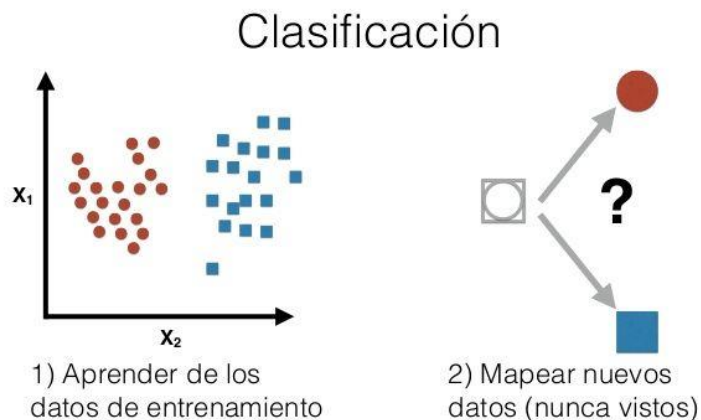 Clasificación
X₁
X₂
?
1) Aprender de los
datos de entrenamiento
2) Mapear nuevos
datos (nunca vistos)